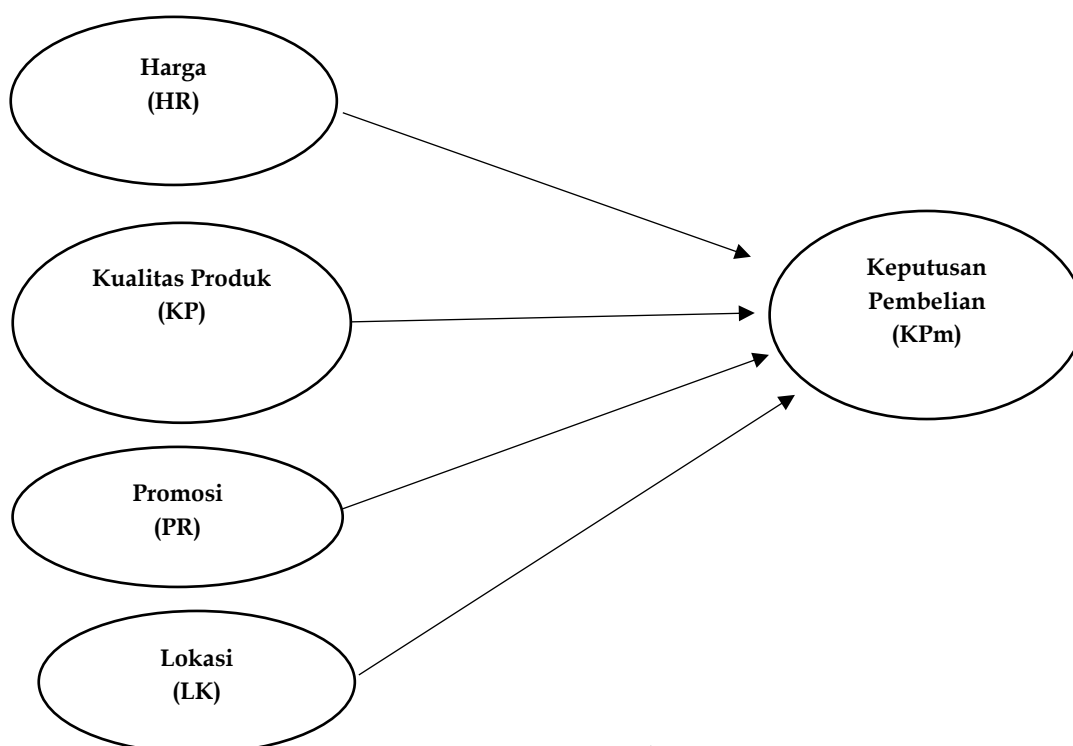 Harga
(HR)
Kualitas Produk
(KP)
Promosi
(PR)
Lokasi
(LK)
Keputusan
Pembelian
(KPm)